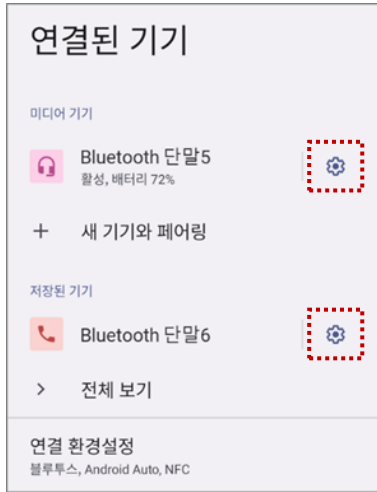 연결된 기기
미디어 기기
Bluetooth 단말5
활성, 배터리 72%
새 기기와 페어링
저장된 기기
Bluetooth 단말6
전체 보기
연결 환경설정
블루투스, Android Auto, NFC